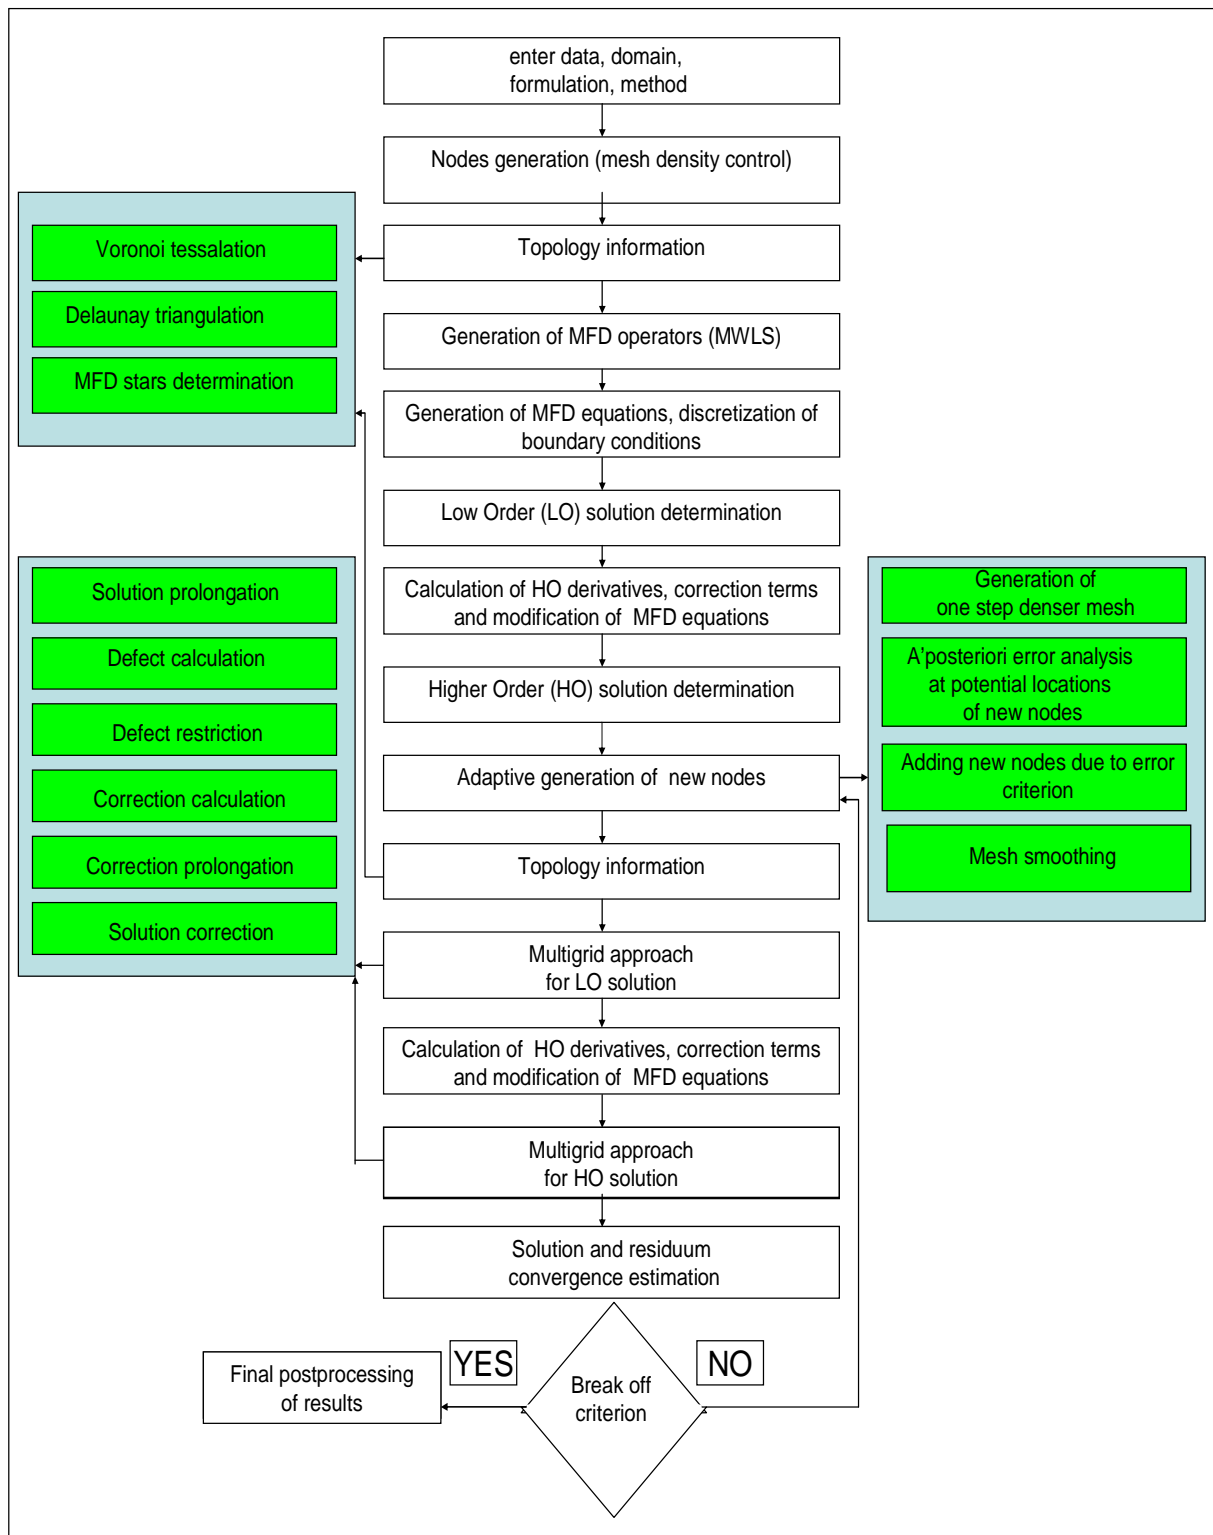 enter data, domain,
formulation, method
Nodes generation (mesh density control)
Topology information
Voronoi tessalation
Delaunay triangulation
MFD stars determination
Generation of MFD operators (MWLS)
Generation of MFD equations, discretization of
boundary conditions
Low Order (LO) solution determination
Calculation of HO derivatives, correction terms
and modification of MFD equations
Higher Order (HO) solution determination
Adaptive generation of new nodes
Generation of
one step denser mesh
A'posteriori error analysis
at potential locations
of new nodes
Adding new nodes due to error
criterion
Mesh smoothing
Topology information
Solution prolongation
Defect calculation
Defect restriction
Correction calculation
Correction prolongation
Solution correction
Multigrid approach
for LO solution
Calculation of HO derivatives, correction terms
and modification of MFD equations
Multigrid approach
for HO solution
Solution and residuum
convergence estimation
Break off
criterion
YES
NO
Final postprocessing
of results